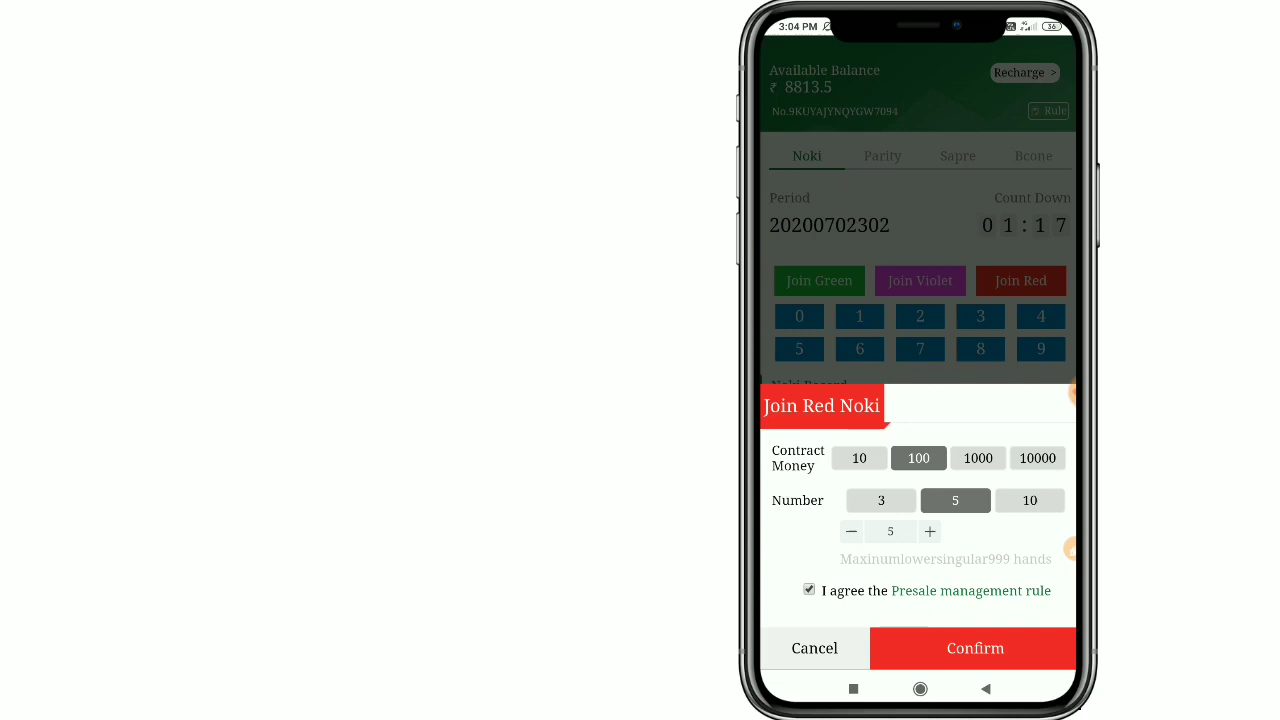 3:04 PM
36
Available Balance
Recharge >
₹ 8813.5
No.9KUYAJYNQYGW7094
Rule
Noki Parity Sapre Bcone
Period Count Down
20200702302 0 1 : 1 7
Join Green Join Violet Join Red
0 1 2 3 4
5 6 7 8 9
Noki Record
Join Red Noki
Contract Money 10 100 1000 10000
Number 3 5 10
− 5 +
Maxinumlowersingular999 hands
I agree the Presale management rule
Cancel Confirm